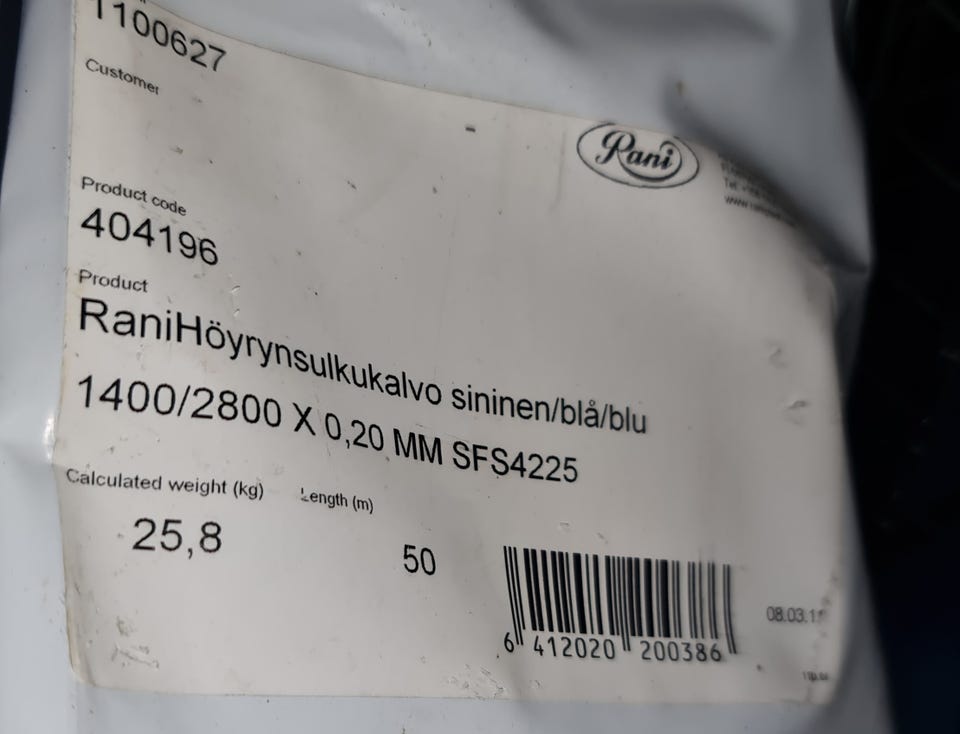 1100627
Customer
Rani
Product code
404196
Product
RaniHöyrynsulkukalvo sininen/blå/blu
1400/2800 X 0,20 MM SFS4225
Calculated weight (kg) Length (m)
25,8 50
6 412020 200386